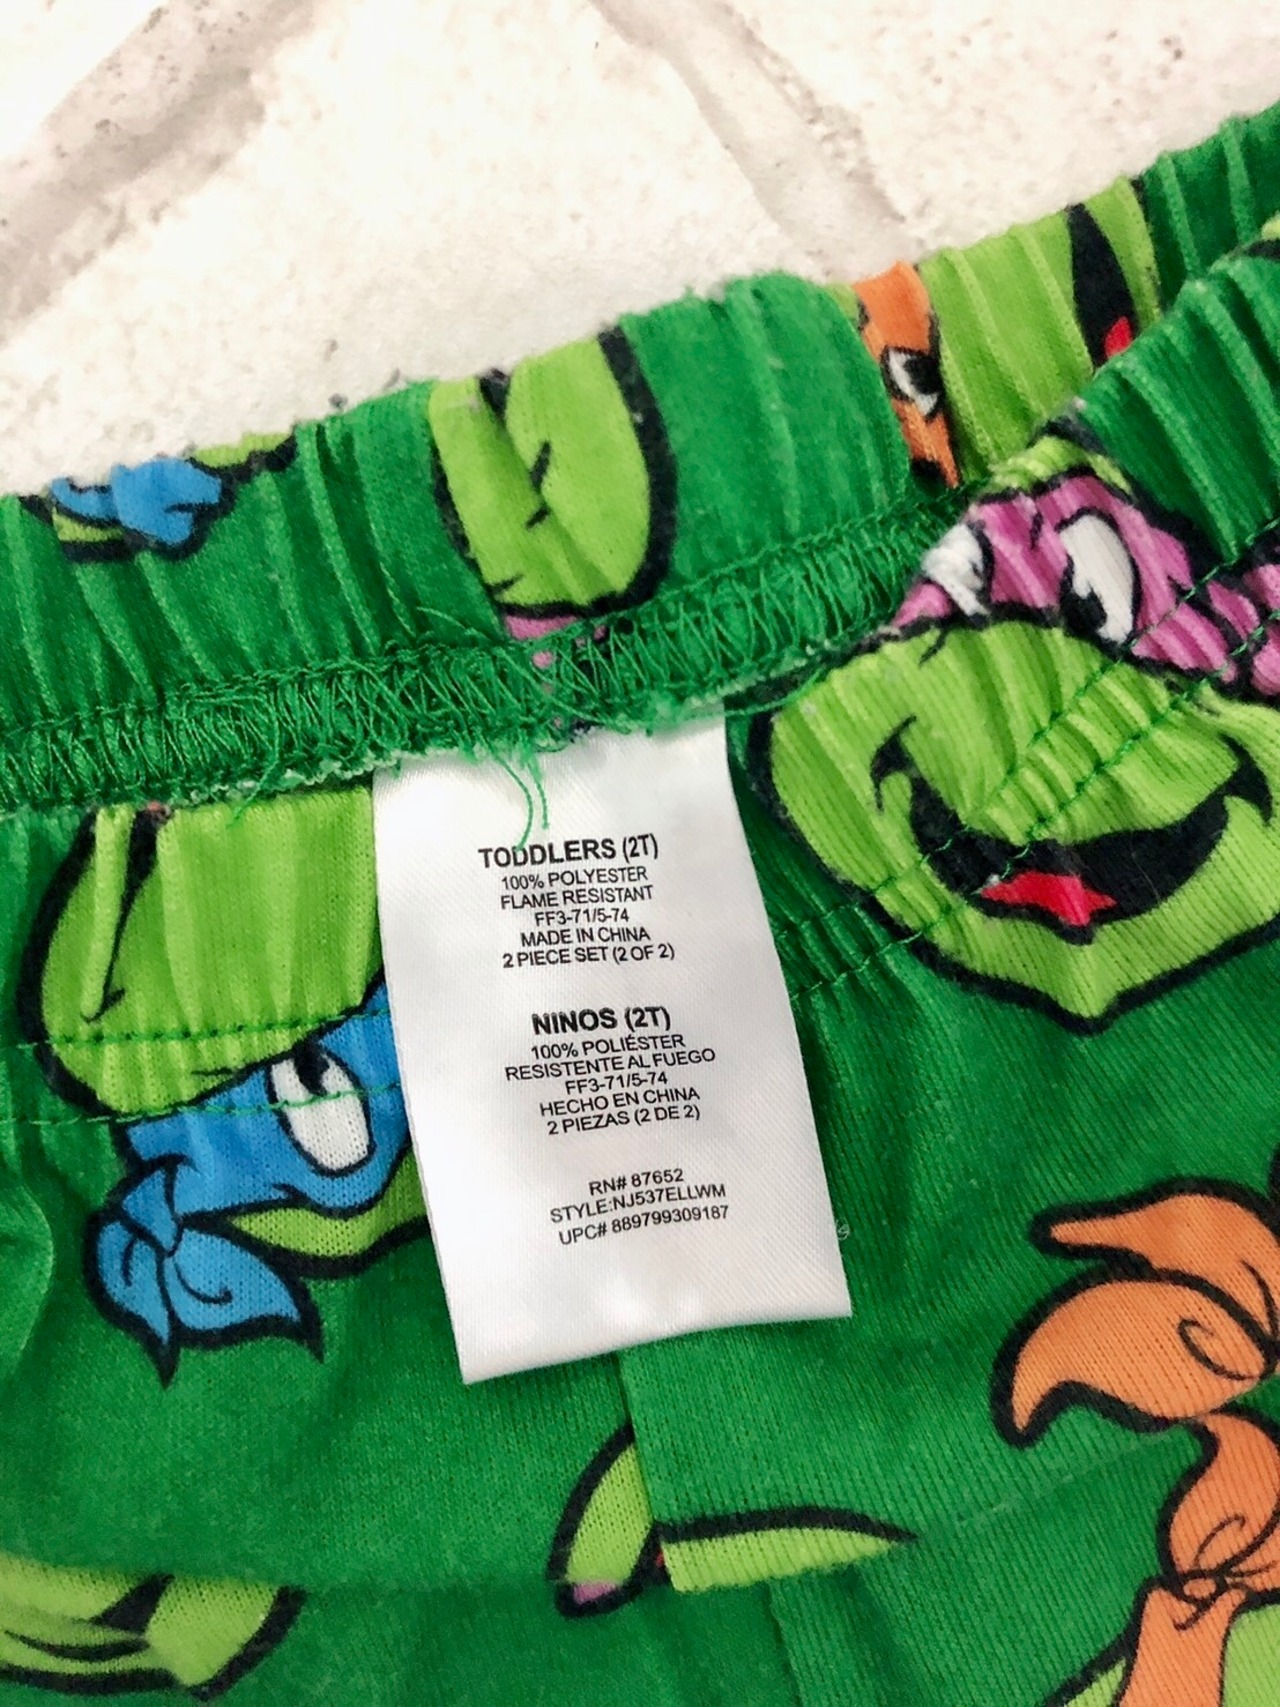 TODDLERS (2T)
100% POLYESTER
FLAME RESISTANT
FF3-71/5-74
MADE IN CHINA
2 PIECE SET (2 OF 2)
NINOS (2T)
100% POLIÉSTER
RESISTENTE AL FUEGO
FF3-71/5-74
HECHO EN CHINA
2 PIEZAS (2 DE 2)
RN# 87652
STYLE:NJ537ELLWM
UPC# 889799309187